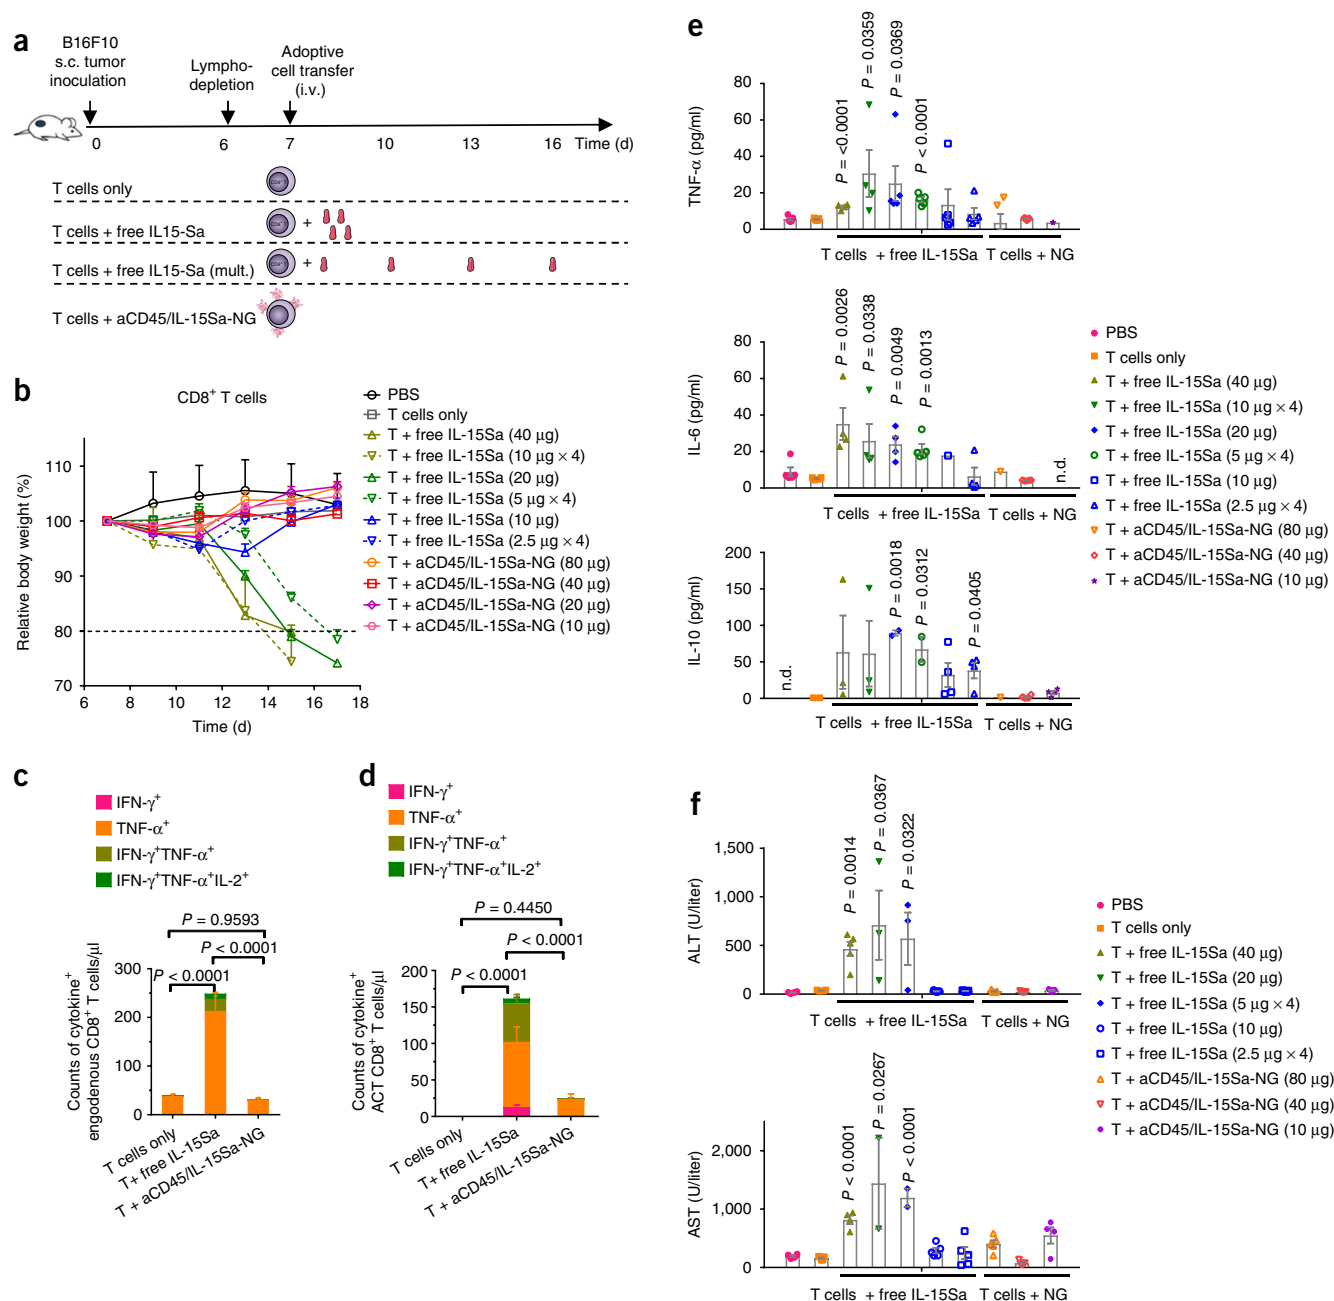 a
B16F10
s.c. tumor
inoculation
Lympho-
depletion
Adoptive
cell transfer
(i.v.)
0 6 7 10 13 16 Time (d)
T cells only
T cells + free IL15-Sa
+
T cells + free IL15-Sa (mult.)
+
T cells + aCD45/IL-15Sa-NG
b
CD8+ T cells
Relative body weight (%)
110
100
90
80
70
6 8 10 12 14 16 18
Time (d)
PBS
T cells only
T + free IL-15Sa (40 μg)
T + free IL-15Sa (10 μg × 4)
T + free IL-15Sa (20 μg)
T + free IL-15Sa (5 μg × 4)
T + free IL-15Sa (10 μg)
T + free IL-15Sa (2.5 μg × 4)
T + aCD45/IL-15Sa-NG (80 μg)
T + aCD45/IL-15Sa-NG (40 μg)
T + aCD45/IL-15Sa-NG (20 μg)
T + aCD45/IL-15Sa-NG (10 μg)
c
IFN-γ+
TNF-α+
IFN-γ+TNF-α+
IFN-γ+TNF-α+IL-2+
P = 0.9593
P < 0.0001
P < 0.0001
Counts of cytokine+
engodenous CD8+ T cells/μl
300
200
100
0
T cells only
T+ free IL-15Sa
T + aCD45/IL-15Sa-NG
d
IFN-γ+
TNF-α+
IFN-γ+TNF-α+
IFN-γ+TNF-α+IL-2+
P = 0.4450
P < 0.0001
P < 0.0001
Counts of cytokine+
ACT CD8+ T cells/μl
200
150
100
50
0
T cells only
T+ free IL-15Sa
T + aCD45/IL-15Sa-NG
e
TNF-α (pg/ml)
80
60
40
20
0
P = <0.0001
P = 0.0359
P = 0.0369
P < 0.0001
T cells + free IL-15Sa
T cells + NG
IL-6 (pg/ml)
80
60
40
20
0
P = 0.0026
P = 0.0338
P = 0.0049
P = 0.0013
n.d.
T cells + free IL-15Sa
T cells + NG
IL-10 (pg/ml)
200
150
100
50
0
n.d.
P = 0.0018
P = 0.0312
P = 0.0405
T cells + free IL-15Sa
T cells + NG
PBS
T cells only
T + free IL-15Sa (40 μg)
T + free IL-15Sa (10 μg × 4)
T + free IL-15Sa (20 μg)
T + free IL-15Sa (5 μg × 4)
T + free IL-15Sa (10 μg)
T + free IL-15Sa (2.5 μg × 4)
T + aCD45/IL-15Sa-NG (80 μg)
T + aCD45/IL-15Sa-NG (40 μg)
T + aCD45/IL-15Sa-NG (10 μg)
f
ALT (U/liter)
1,500
1,000
500
0
P = 0.0014
P = 0.0367
P = 0.0322
T cells + free IL-15Sa
T cells + NG
AST (U/liter)
2,000
1,000
0
P < 0.0001
P = 0.0267
P < 0.0001
T cells + free IL-15Sa
T cells + NG
PBS
T cells only
T + free IL-15Sa (40 μg)
T + free IL-15Sa (20 μg)
T + free IL-15Sa (5 μg × 4)
T + free IL-15Sa (10 μg)
T + free IL-15Sa (2.5 μg × 4)
T + aCD45/IL-15Sa-NG (80 μg)
T + aCD45/IL-15Sa-NG (40 μg)
T + aCD45/IL-15Sa-NG (10 μg)